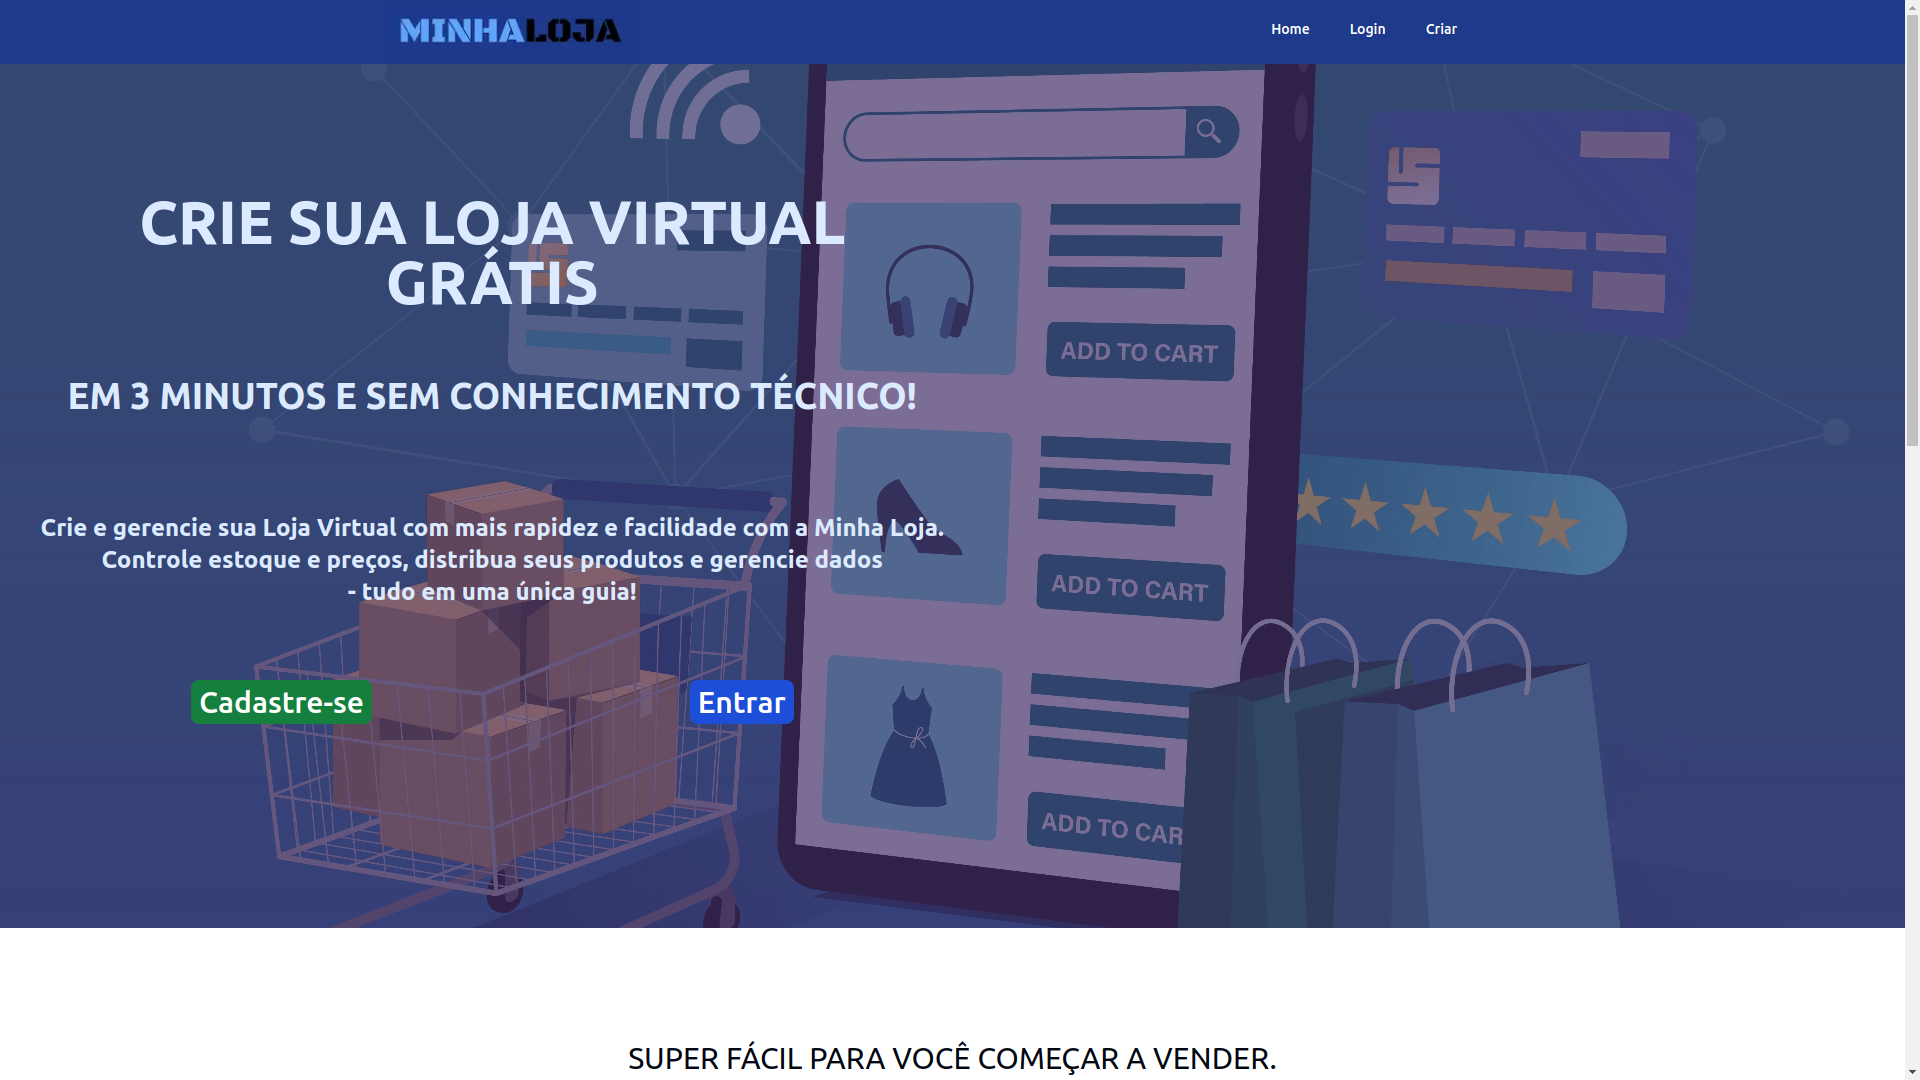 MINHALOJA
Home
Login
Criar
CRIE SUA LOJA VIRTUAL
GRÁTIS
EM 3 MINUTOS E SEM CONHECIMENTO TÉCNICO!
Crie e gerencie sua Loja Virtual com mais rapidez e facilidade com a Minha Loja.
Controle estoque e preços, distribua seus produtos e gerencie dados
- tudo em uma única guia!
Cadastre-se
Entrar
ADD TO CART
ADD TO CART
ADD TO CAR
SUPER FÁCIL PARA VOCÊ COMEÇAR A VENDER.